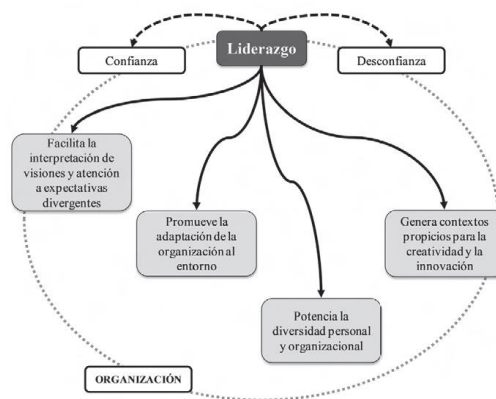 Liderazgo
Confianza
Desconfianza
Facilita la
interpretación de
visiones y atención
a expectativas
divergentes
Promueve la
adaptación de la
organización al
entorno
Genera contextos
propicios para la
creatividad y la
innovación
Potencia la
diversidad personal
y organizacional
ORGANIZACIÓN